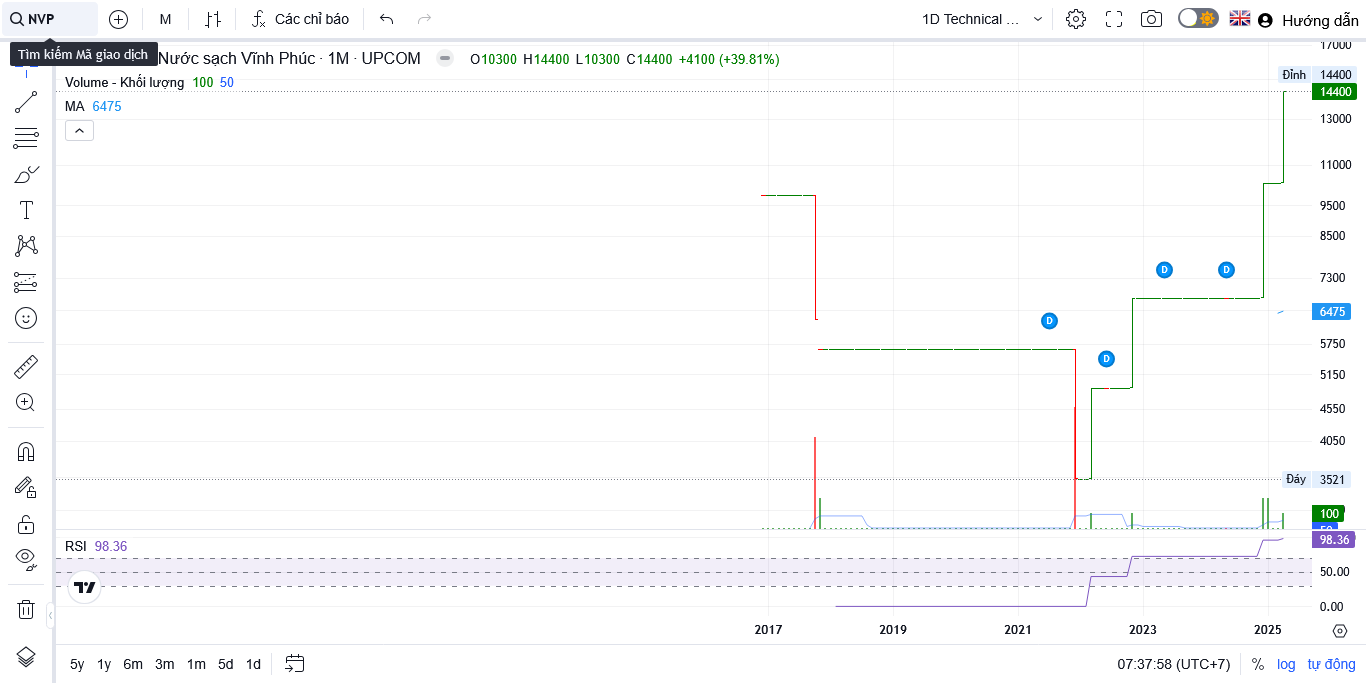 NVP
M
Các chỉ báo
1D Technical ...
Hướng dẫn
Tìm kiếm Mã giao dịch
Nước sạch Vĩnh Phúc · 1M · UPCOM
O10300 H14400 L10300 C14400 +4100 (+39.81%)
Volume - Khối lượng 100 50
MA 6475
17000
Đỉnh 14400
14400
13000
11000
9500
8500
7300
6475
5750
5150
4550
4050
Đáy 3521
100
50
D
D
D
D
RSI 98.36
98.36
50.00
0.00
2017 2019 2021 2023 2025
5y 1y 6m 3m 1m 5d 1d
07:37:58 (UTC+7)
% log tự động